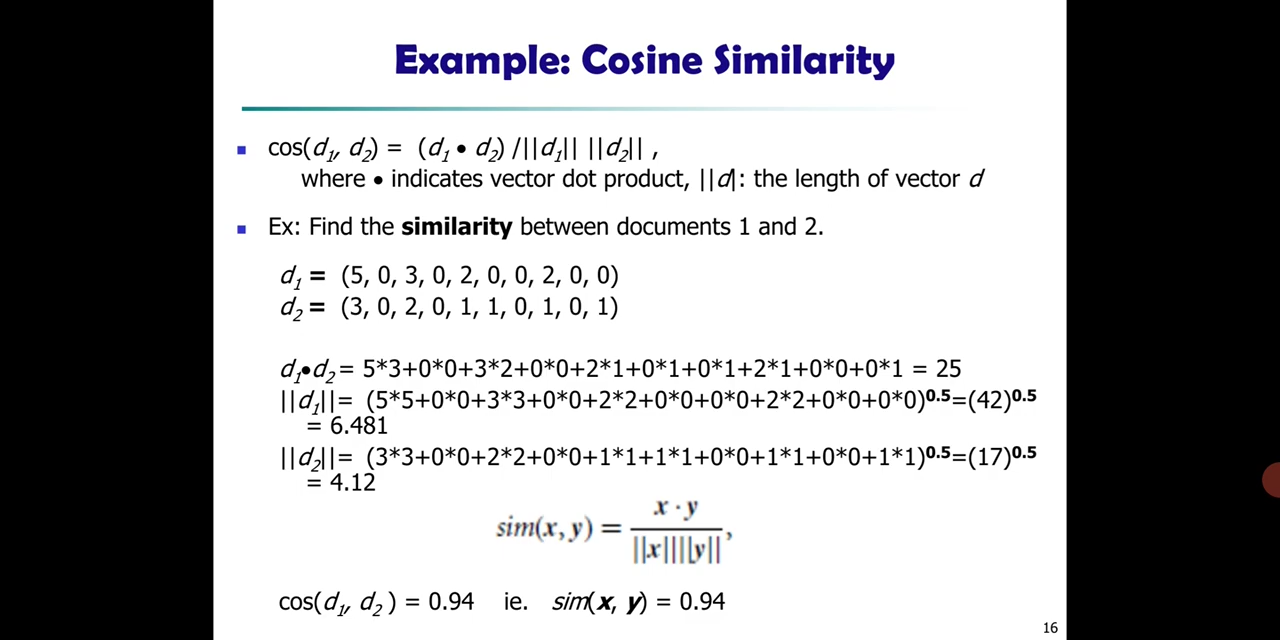 Example: Cosine Similarity
cos(d₁, d₂) = (d₁ • d₂) /||d₁|| ||d₂|| ,
where • indicates vector dot product, ||d|: the length of vector d
Ex: Find the similarity between documents 1 and 2.
d₁ = (5, 0, 3, 0, 2, 0, 0, 2, 0, 0)
d₂ = (3, 0, 2, 0, 1, 1, 0, 1, 0, 1)
d₁•d₂ = 5*3+0*0+3*2+0*0+2*1+0*1+0*1+2*1+0*0+0*1 = 25
||d₁||= (5*5+0*0+3*3+0*0+2*2+0*0+0*0+2*2+0*0+0*0)^0.5=(42)^0.5
= 6.481
||d₂||= (3*3+0*0+2*2+0*0+1*1+1*1+0*0+1*1+0*0+1*1)^0.5=(17)^0.5
= 4.12
sim(x, y) = x · y / ||x||||y||,
cos(d₁, d₂ ) = 0.94 ie. sim(x, y) = 0.94
16